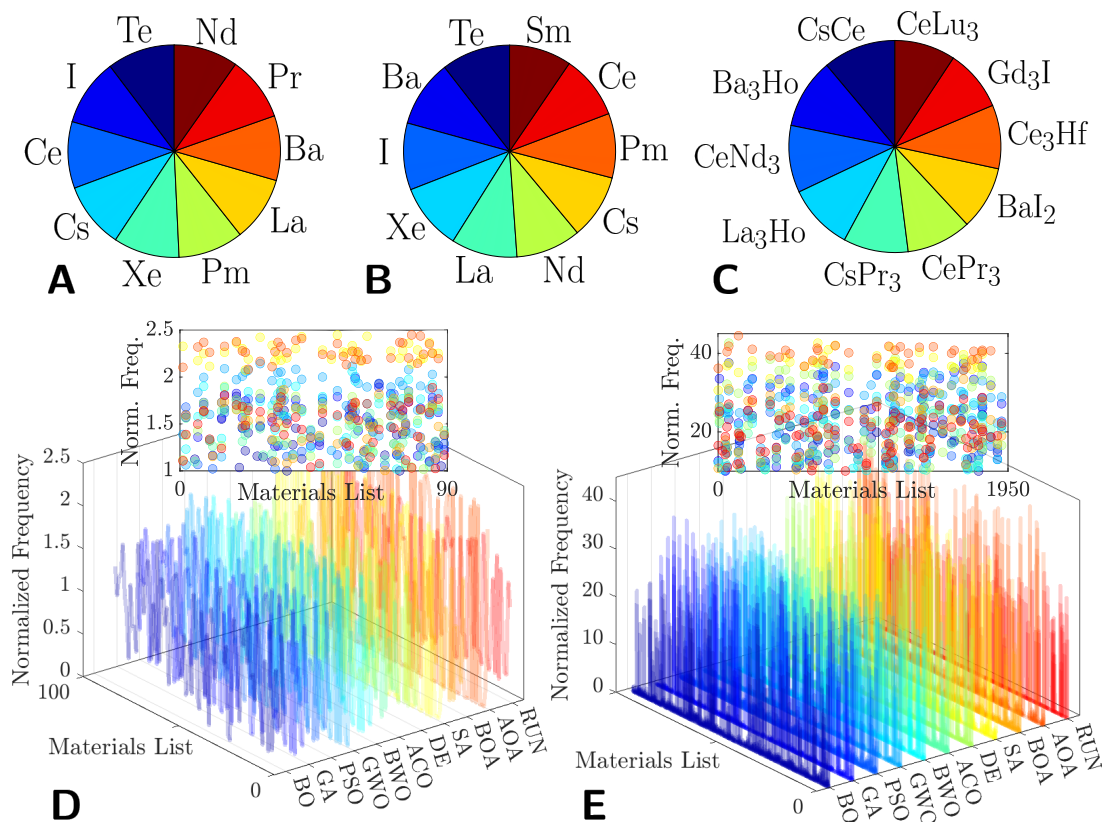 Te Nd
I Pr
Ce Ba
Cs La
Xe Pm
A
Te Sm
Ba Ce
I Pm
Xe Cs
La Nd
B
CsCe CeLu3
Ba3Ho Gd3I
CeNd3 Ce3Hf
La3Ho BaI2
CsPr3 CePr3
C
Norm. Freq.
2.5
2
1.5
1
0 Materials List 90
Normalized Frequency
2.5
2
1.5
1
0.5
0
100
Materials List
0
BO
GA
PSO
GWO
BWO
ACO
DE
SA
BOA
AOA
RUN
D
Norm. Freq.
40
20
0 Materials List 1950
Normalized Frequency
40
30
20
10
0
Materials List
0
BO
GA
PSO
GWO
BWO
ACO
DE
SA
BOA
AOA
RUN
E